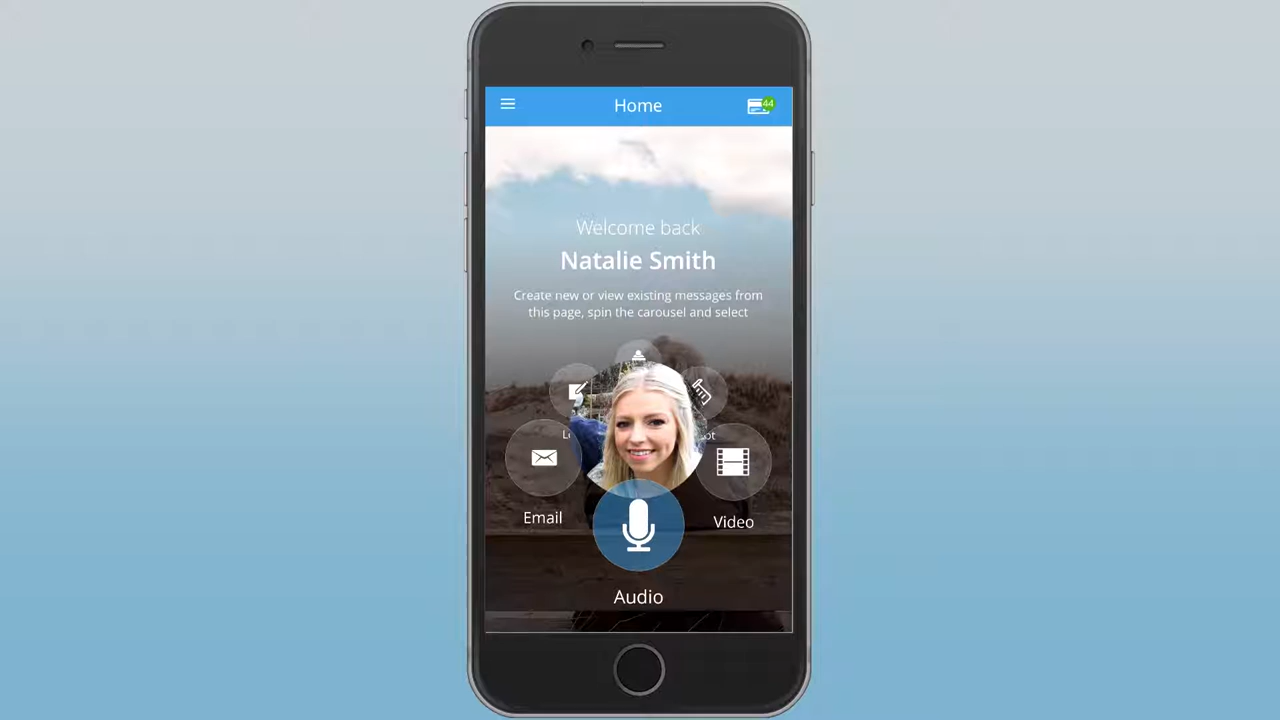 Home
44
Welcome back
Natalie Smith
Create new or view existing messages from
this page, spin the carousel and select
Email
Video
Audio